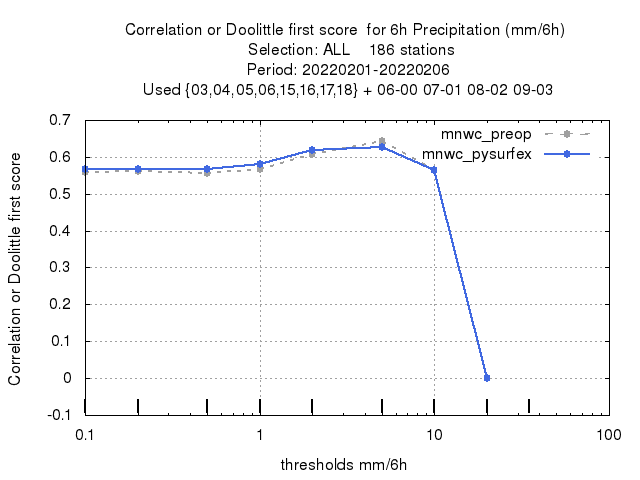 Correlation or Doolittle first score  for 6h Precipitation (mm/6h)
Selection: ALL    186 stations
Period: 20220201-20220206
Used {03,04,05,06,15,16,17,18} + 06-00 07-01 08-02 09-03
mnwc_preop
mnwc_pysurfex
Correlation or Doolittle first score
0.7
0.6
0.5
0.4
0.3
0.2
0.1
0
-0.1
0.1 1 10 100
thresholds mm/6h